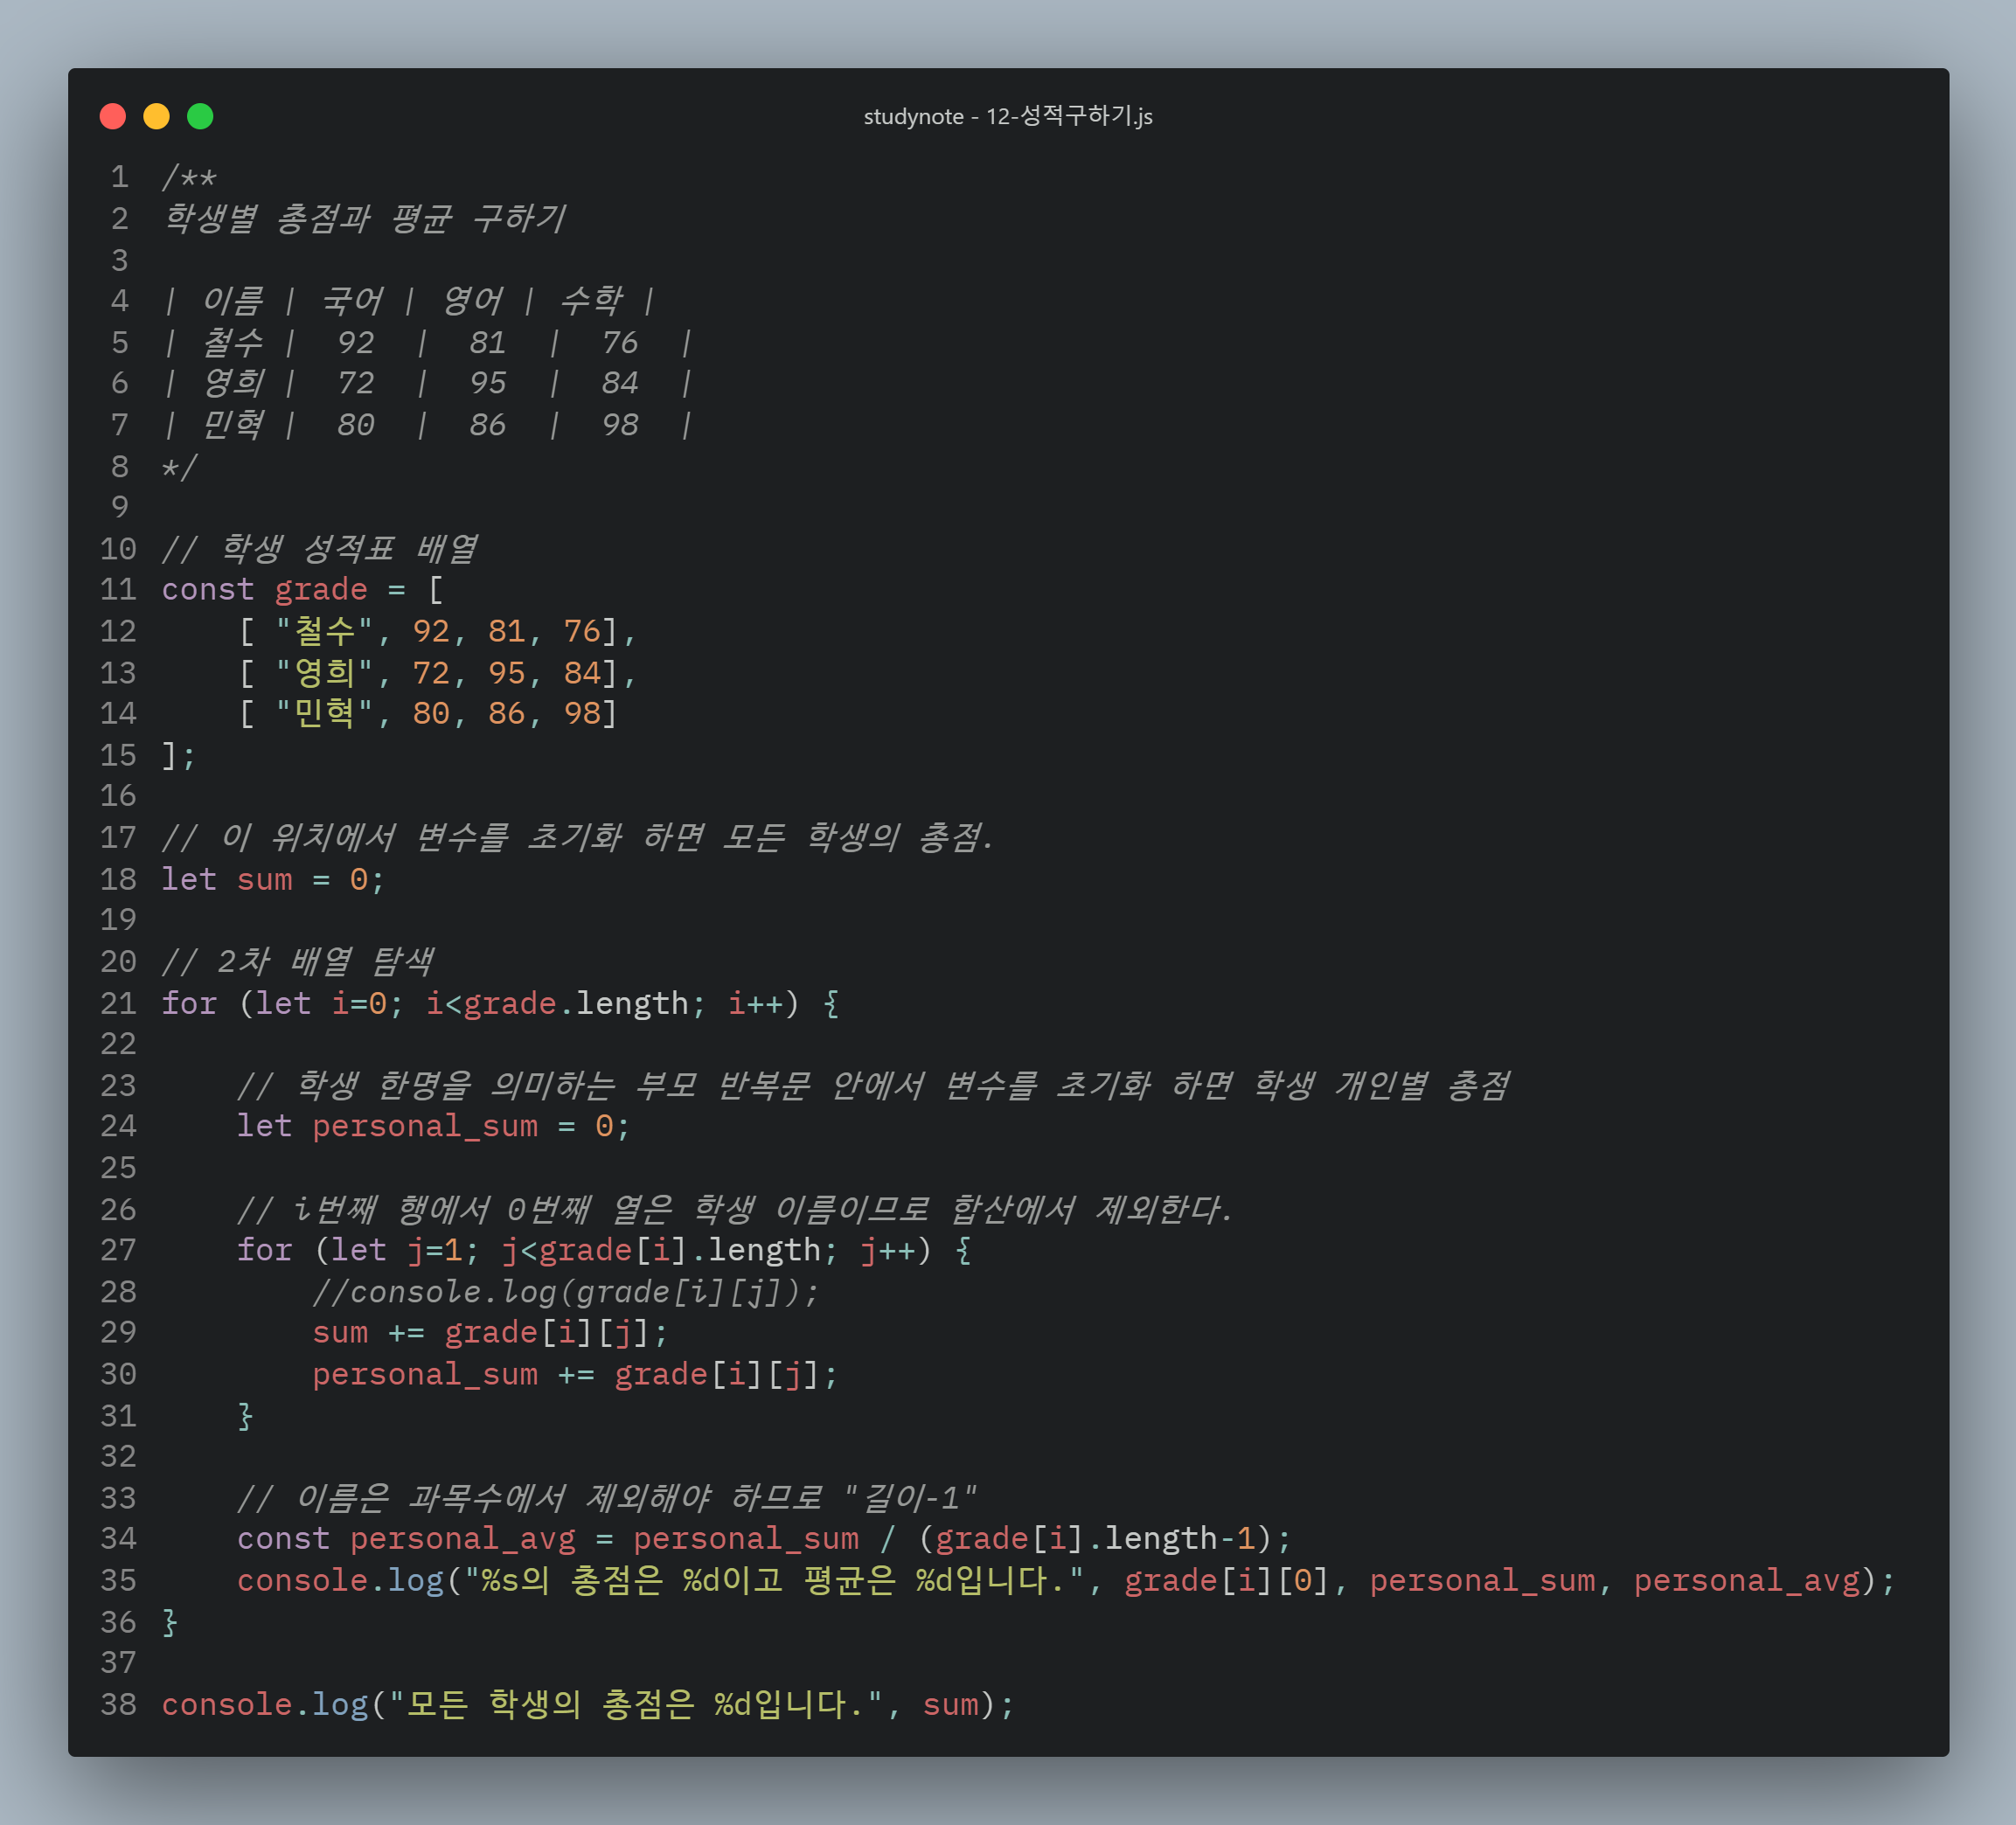 studynote - 12-성적구하기.js
1 /**
2 학생별 총점과 평균 구하기
3
4 | 이름 | 국어 | 영어 | 수학 |
5 | 철수 |  92  |  81  |  76  |
6 | 영희 |  72  |  95  |  84  |
7 | 민혁 |  80  |  86  |  98  |
8 */
9
10 // 학생 성적표 배열
11 const grade = [
12     [ "철수", 92, 81, 76],
13     [ "영희", 72, 95, 84],
14     [ "민혁", 80, 86, 98]
15 ];
16
17 // 이 위치에서 변수를 초기화 하면 모든 학생의 총점.
18 let sum = 0;
19
20 // 2차 배열 탐색
21 for (let i=0; i<grade.length; i++) {
22
23     // 학생 한명을 의미하는 부모 반복문 안에서 변수를 초기화 하면 학생 개인별 총점
24     let personal_sum = 0;
25
26     // i번째 행에서 0번째 열은 학생 이름이므로 합산에서 제외한다.
27     for (let j=1; j<grade[i].length; j++) {
28         //console.log(grade[i][j]);
29         sum += grade[i][j];
30         personal_sum += grade[i][j];
31     }
32
33     // 이름은 과목수에서 제외해야 하므로 "길이-1"
34     const personal_avg = personal_sum / (grade[i].length-1);
35     console.log("%s의 총점은 %d이고 평균은 %d입니다.", grade[i][0], personal_sum, personal_avg);
36 }
37
38 console.log("모든 학생의 총점은 %d입니다.", sum);